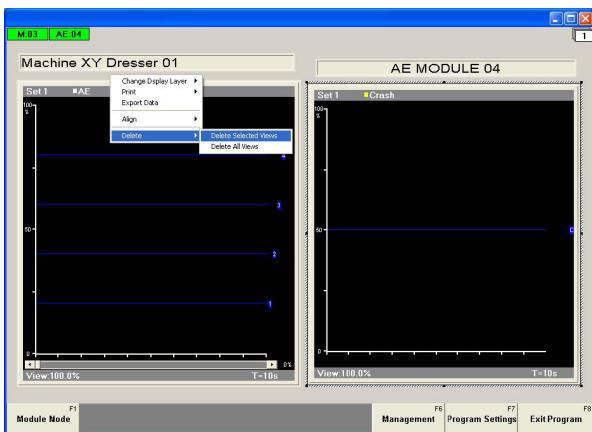 M:03 AE:04
1
Machine XY Dresser 01
AE MODULE 04
Change Dsplay Layer
Print
Export Data
Align
Delete
Delete Selected Views
Delete All Views
Set 1 AE
100
%
50
0
4
3
2
1
0%
View:100.0% T=10s
Set 1 Crash
100
%
50
0
C
View:100.0% T=10s
F1
Module Mode
F6
Management
F7
Program Settings
F8
Exit Program